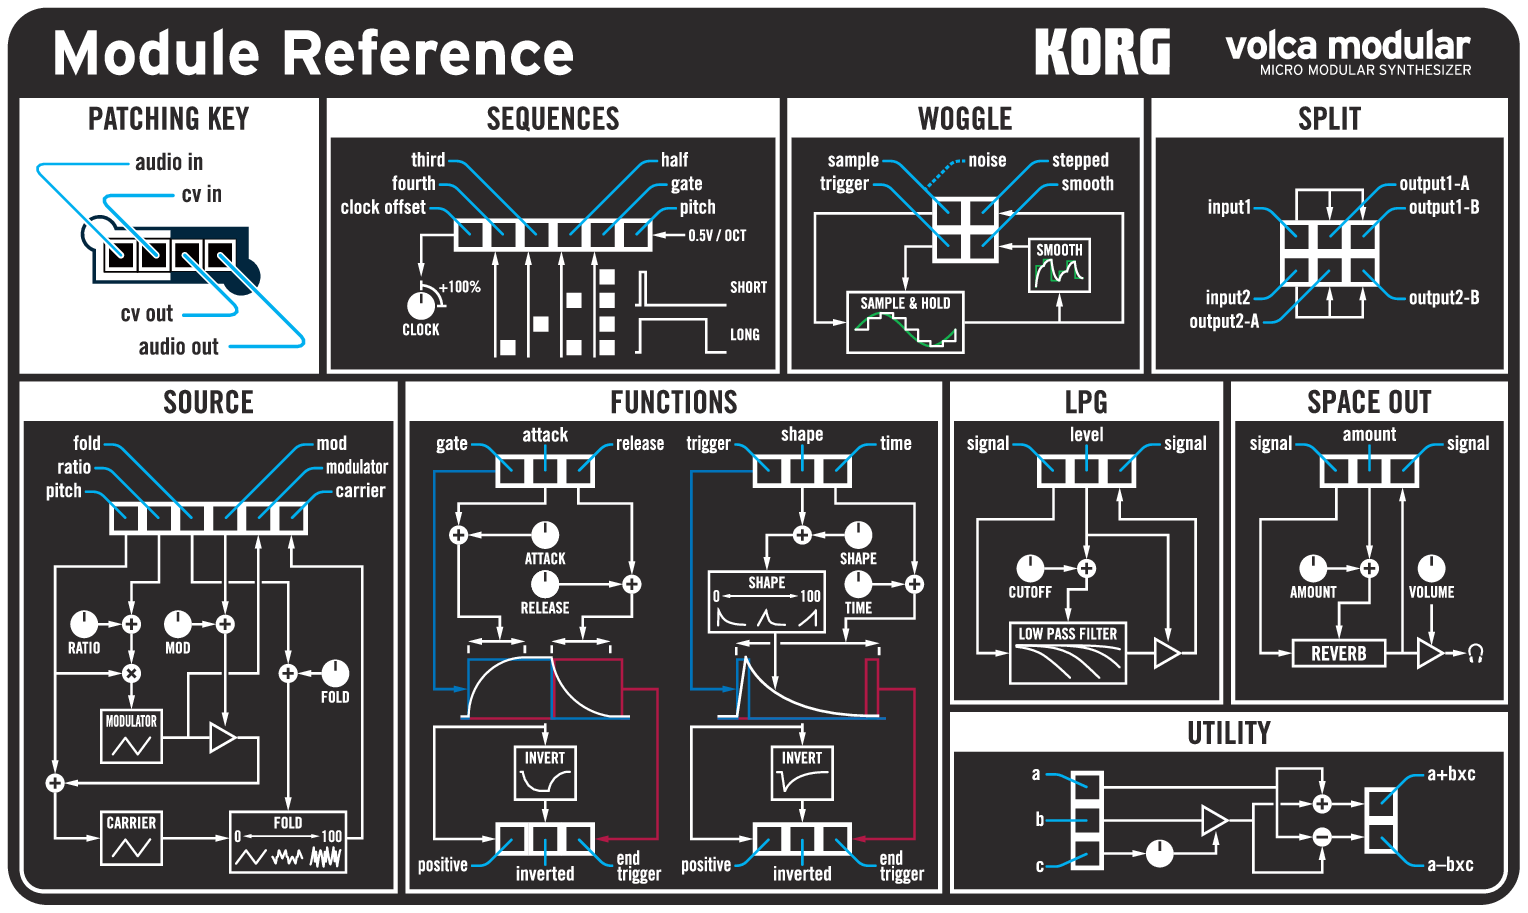 Module Reference
KORG
volca modular
MICRO MODULAR SYNTHESIZER
PATCHING KEY
audio in
cv in
cv out
audio out
SEQUENCES
third
fourth
clock offset
half
gate
pitch
0.5V / OCT
+100%
CLOCK
SHORT
LONG
WOGGLE
sample
trigger
noise
stepped
smooth
SMOOTH
SAMPLE & HOLD
SPLIT
input1
output1-A
output1-B
input2
output2-A
output2-B
SOURCE
fold
ratio
pitch
mod
modulator
carrier
RATIO
MOD
FOLD
MODULATOR
CARRIER
FOLD
0 100
FUNCTIONS
gate
attack
release
ATTACK
RELEASE
INVERT
positive
inverted
end
trigger
trigger
shape
time
SHAPE
SHAPE
0 100
TIME
INVERT
positive
inverted
end
trigger
LPG
signal
level
signal
CUTOFF
LOW PASS FILTER
SPACE OUT
signal
amount
signal
AMOUNT
VOLUME
REVERB
UTILITY
a
b
c
a+bxc
a–bxc